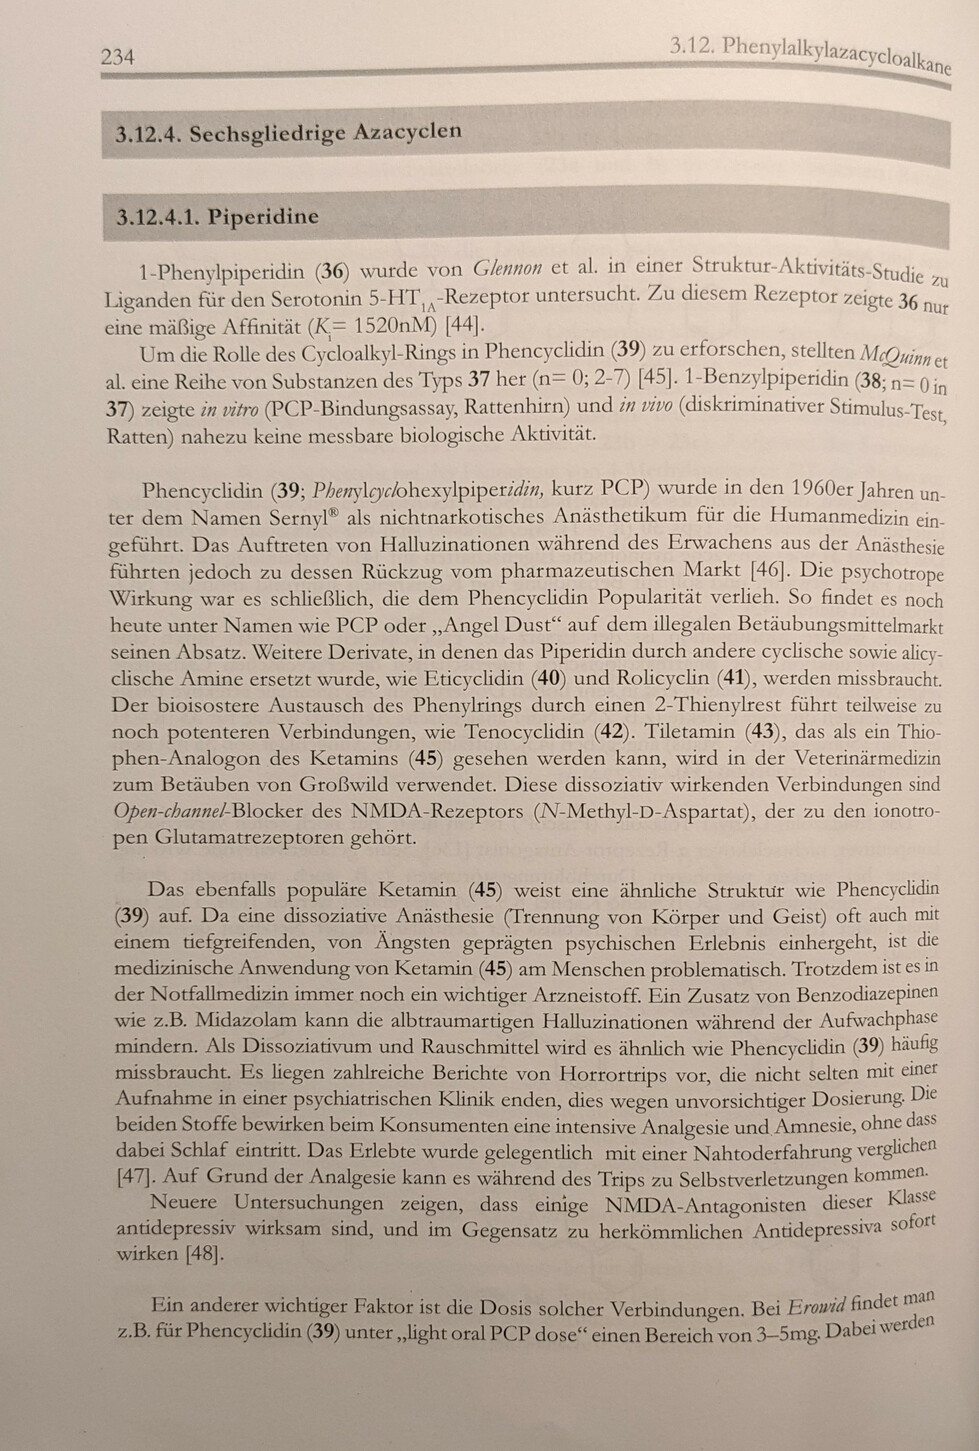 234
3.12. Phenylalkylazacycloalkane
3.12.4. Sechsgliedrige Azacyclen
3.12.4.1. Piperidine
1-Phenylpiperidin (36) wurde von Glennon et al. in einer Struktur-Aktivitäts-Studie zu
Liganden für den Serotonin 5-HT1A-Rezeptor untersucht. Zu diesem Rezeptor zeigte 36 nur
eine mäßige Affinität (Ki= 1520nM) [44].
Um die Rolle des Cycloalkyl-Rings in Phencyclidin (39) zu erforschen, stellten McQuinn et
al. eine Reihe von Substanzen des Typs 37 her (n= 0; 2-7) [45]. 1-Benzylpiperidin (38; n= 0 in
37) zeigte in vitro (PCP-Bindungsassay, Rattenhirn) und in vivo (diskriminativer Stimulus-Test,
Ratten) nahezu keine messbare biologische Aktivität.
Phencyclidin (39; Phenylcyclohexylpiperidin, kurz PCP) wurde in den 1960er Jahren un-
ter dem Namen Sernyl® als nichtnarkotisches Anästhetikum für die Humanmedizin ein-
geführt. Das Auftreten von Halluzinationen während des Erwachens aus der Anästhesie
führten jedoch zu dessen Rückzug vom pharmazeutischen Markt [46]. Die psychotrope
Wirkung war es schließlich, die dem Phencyclidin Popularität verlieh. So findet es noch
heute unter Namen wie PCP oder „Angel Dust“ auf dem illegalen Betäubungsmittelmarkt
seinen Absatz. Weitere Derivate, in denen das Piperidin durch andere cyclische sowie alicy-
clische Amine ersetzt wurde, wie Eticyclidin (40) und Rolicyclin (41), werden missbraucht.
Der bioisostere Austausch des Phenylrings durch einen 2-Thienylrest führt teilweise zu
noch potenteren Verbindungen, wie Tenocyclidin (42). Tiletamin (43), das als ein Thio-
phen-Analogon des Ketamins (45) gesehen werden kann, wird in der Veterinärmedizin
zum Betäuben von Großwild verwendet. Diese dissoziativ wirkenden Verbindungen sind
Open-channel-Blocker des NMDA-Rezeptors (N-Methyl-D-Aspartat), der zu den ionotro-
pen Glutamatrezeptoren gehört.
Das ebenfalls populäre Ketamin (45) weist eine ähnliche Struktur wie Phencyclidin
(39) auf. Da eine dissoziative Anästhesie (Trennung von Körper und Geist) oft auch mit
einem tiefgreifenden, von Ängsten geprägten psychischen Erlebnis einhergeht, ist die
medizinische Anwendung von Ketamin (45) am Menschen problematisch. Trotzdem ist es in
der Notfallmedizin immer noch ein wichtiger Arzneistoff. Ein Zusatz von Benzodiazepinen
wie z.B. Midazolam kann die albtraumartigen Halluzinationen während der Aufwachphase
mindern. Als Dissoziativum und Rauschmittel wird es ähnlich wie Phencyclidin (39) häufig
missbraucht. Es liegen zahlreiche Berichte von Horrortrips vor, die nicht selten mit einer
Aufnahme in einer psychiatrischen Klinik enden, dies wegen unvorsichtiger Dosierung. Die
beiden Stoffe bewirken beim Konsumenten eine intensive Analgesie und Amnesie, ohne dass
dabei Schlaf eintritt. Das Erlebte wurde gelegentlich mit einer Nahtoderfahrung verglichen
[47]. Auf Grund der Analgesie kann es während des Trips zu Selbstverletzungen kommen.
Neuere Untersuchungen zeigen, dass einige NMDA-Antagonisten dieser Klasse
antidepressiv wirksam sind, und im Gegensatz zu herkömmlichen Antidepressiva sofort
wirken [48].
Ein anderer wichtiger Faktor ist die Dosis solcher Verbindungen. Bei Erowid findet man
z.B. für Phencyclidin (39) unter „light oral PCP dose“ einen Bereich von 3–5mg. Dabei werden